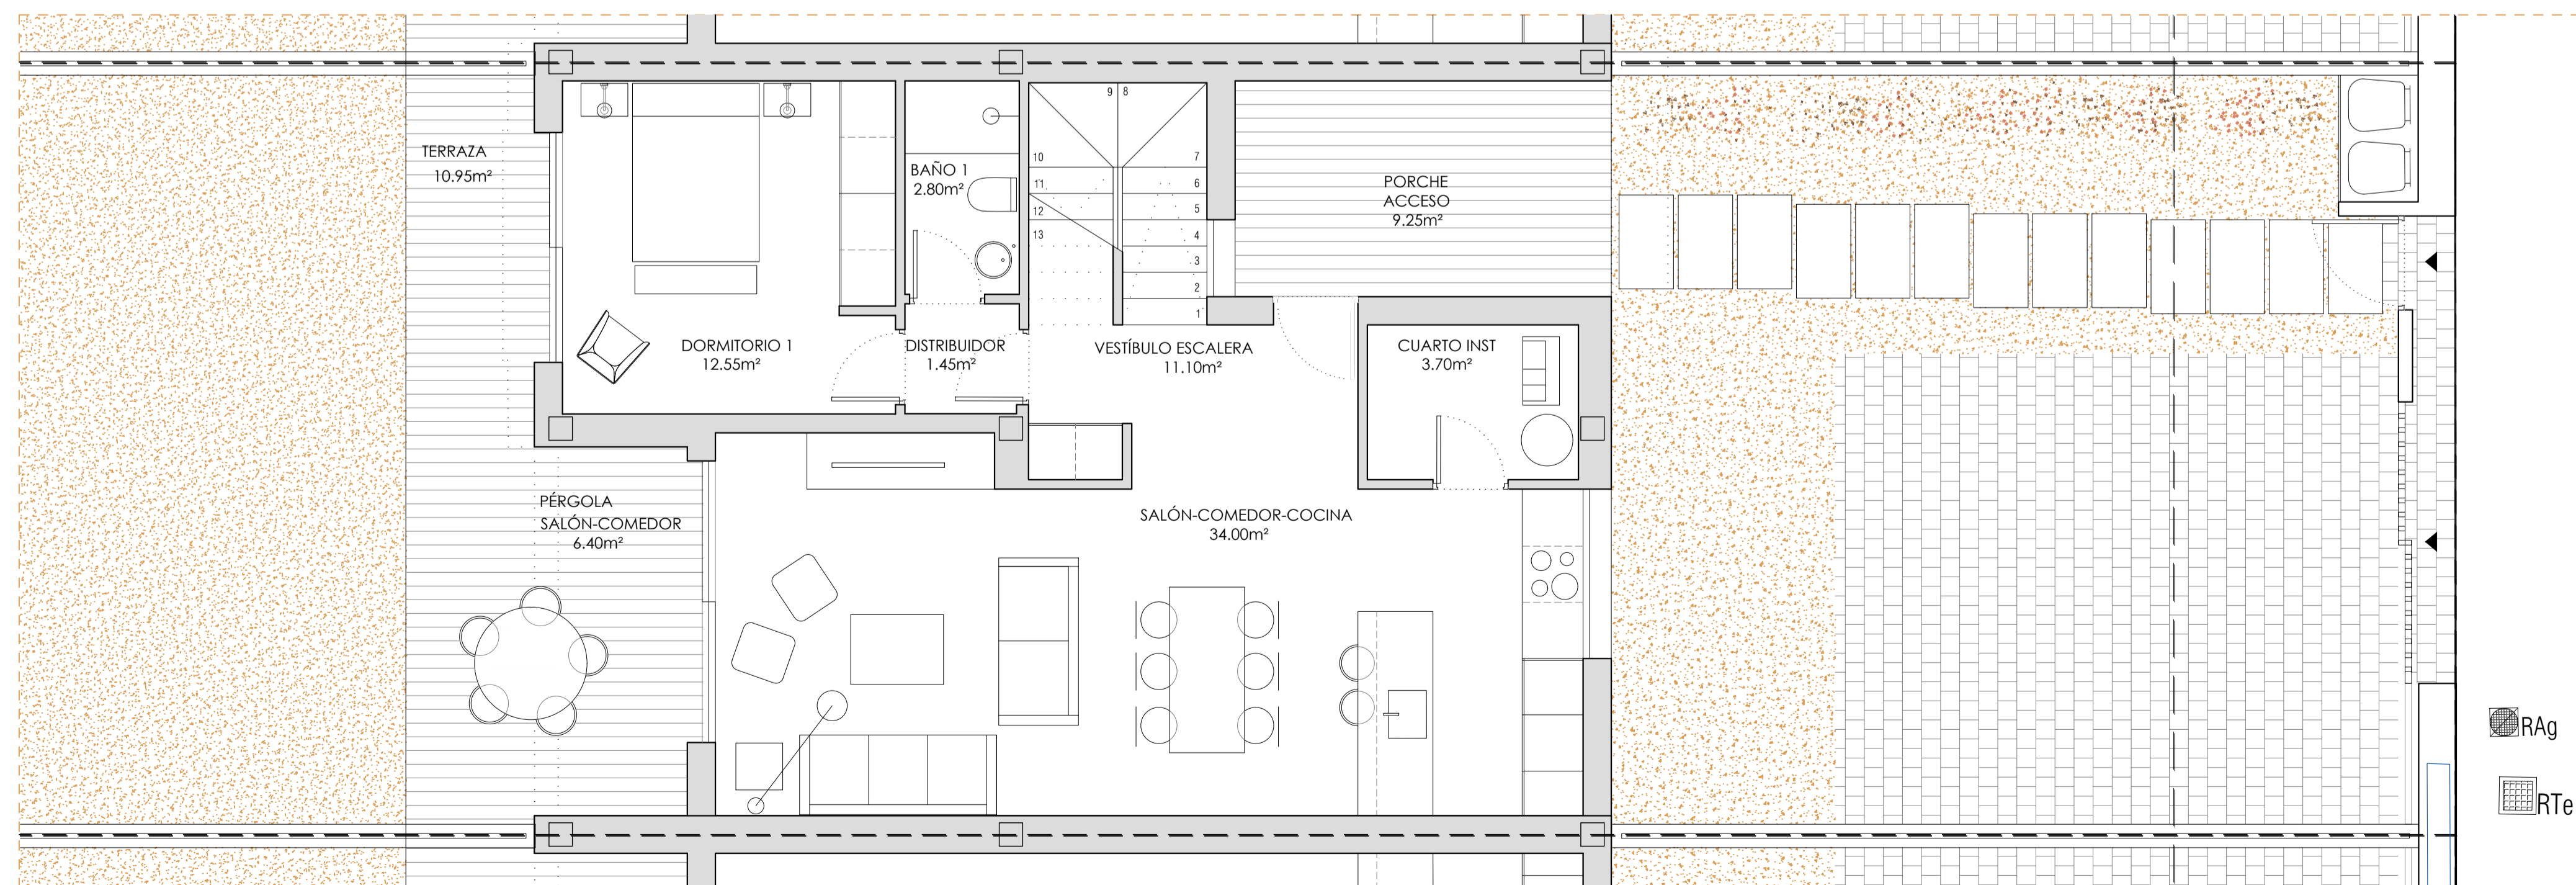 TERRAZA
10.95m²
BAÑO 1
2.80m²
9 8
10 7
11 6
12 5
13 4
3
2
1
PORCHE
ACCESO
9.25m²
DORMITORIO 1
12.55m²
DISTRIBUIDOR
1.45m²
VESTÍBULO ESCALERA
11.10m²
CUARTO INST
3.70m²
PÉRGOLA
SALÓN-COMEDOR
6.40m²
SALÓN-COMEDOR-COCINA
34.00m²
RAg
RTe